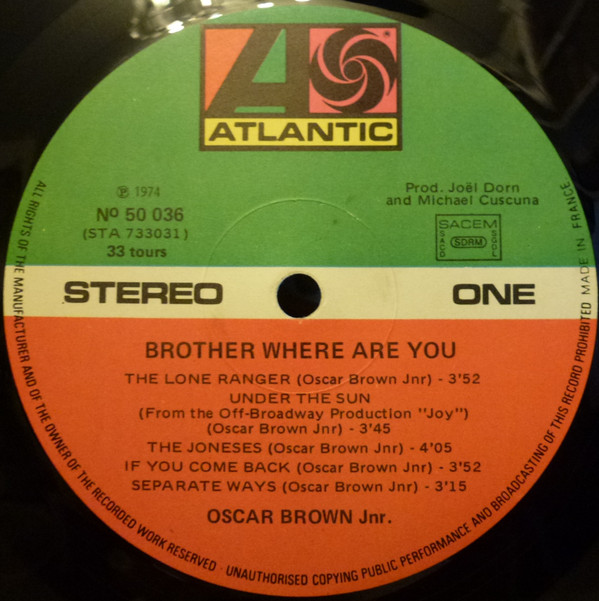 ATLANTIC
℗ 1974
Nº 50 036
(STA 733031)
33 tours
Prod. Joël Dorn
and Michael Cuscuna
SACEM
SACD
SDRM
SGDL
STEREO
ONE
BROTHER WHERE ARE YOU
THE LONE RANGER (Oscar Brown Jnr) - 3'52
UNDER THE SUN
(From the Off-Broadway Production "Joy")
(Oscar Brown Jnr) - 3'45
THE JONESES (Oscar Brown Jnr) - 4'05
IF YOU COME BACK (Oscar Brown Jnr) - 3'52
SEPARATE WAYS (Oscar Brown Jnr) - 3'15
OSCAR BROWN Jnr.
ALL RIGHTS OF THE MANUFACTURER AND OF THE OWNER OF THE RECORDED WORK RESERVED · UNAUTHORISED COPYING PUBLIC PERFORMANCE AND BROADCASTING OF THIS RECORD PROHIBITED MADE IN FRANCE